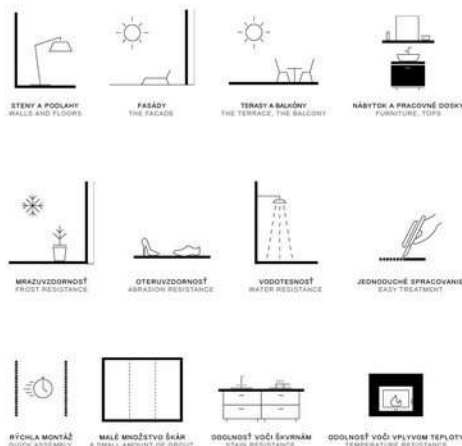 STENY A PODLAHY
WALLS AND FLOORS
FASÁDY
THE FACADE
TERASY A BALKÓNY
THE TERRACE, THE BALCONY
NÁBYTOK A PRACOVNÉ DOSKY
FURNITURE, TOPS
MRAZUVZDORNOSŤ
FROST RESISTANCE
OTERUVZDORNOSŤ
ABRASION RESISTANCE
VODOTESNOSŤ
WATER RESISTANCE
JEDNODUCHÉ SPRACOVANIE
EASY TREATMENT
RÝCHLA MONTÁŽ
QUICK ASSEMBLY
MALÉ MNOŽSTVO ŠKÁR
A SMALL AMOUNT OF GROUT
ODOLNOSŤ VOČI ŠKVRNÁM
STAIN RESISTANCE
ODOLNOSŤ VOČI VPLYVOM TEPLOTY
TEMPERATURE RESISTANCE